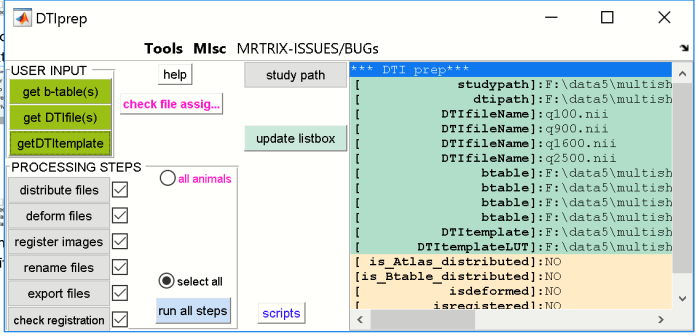 DTIprep
Tools MIsc MRTRIX-ISSUES/BUGs
USER INPUT
get b-table(s)
get DTIfile(s)
getDTItemplate
help
check file assig...
study path
update listbox
PROCESSING STEPS
distribute files
deform files
register images
rename files
export files
check registration
all animals
select all
run all steps
scripts
*** DTI prep***
[ studypath]:F:\data5\multish
[ dtipath]:F:\data5\multish
[ DTIfileName]:q100.nii
[ DTIfileName]:q900.nii
[ DTIfileName]:q1600.nii
[ DTIfileName]:q2500.nii
[ btable]:F:\data5\multish
[ btable]:F:\data5\multish
[ btable]:F:\data5\multish
[ btable]:F:\data5\multish
[ DTItemplate]:F:\data5\multish
[ DTItemplateLUT]:F:\data5\multish
[ is_Atlas_distributed]:NO
[is_Btable_distributed]:NO
[ isdeformed]:NO
[ isregistered]:NO